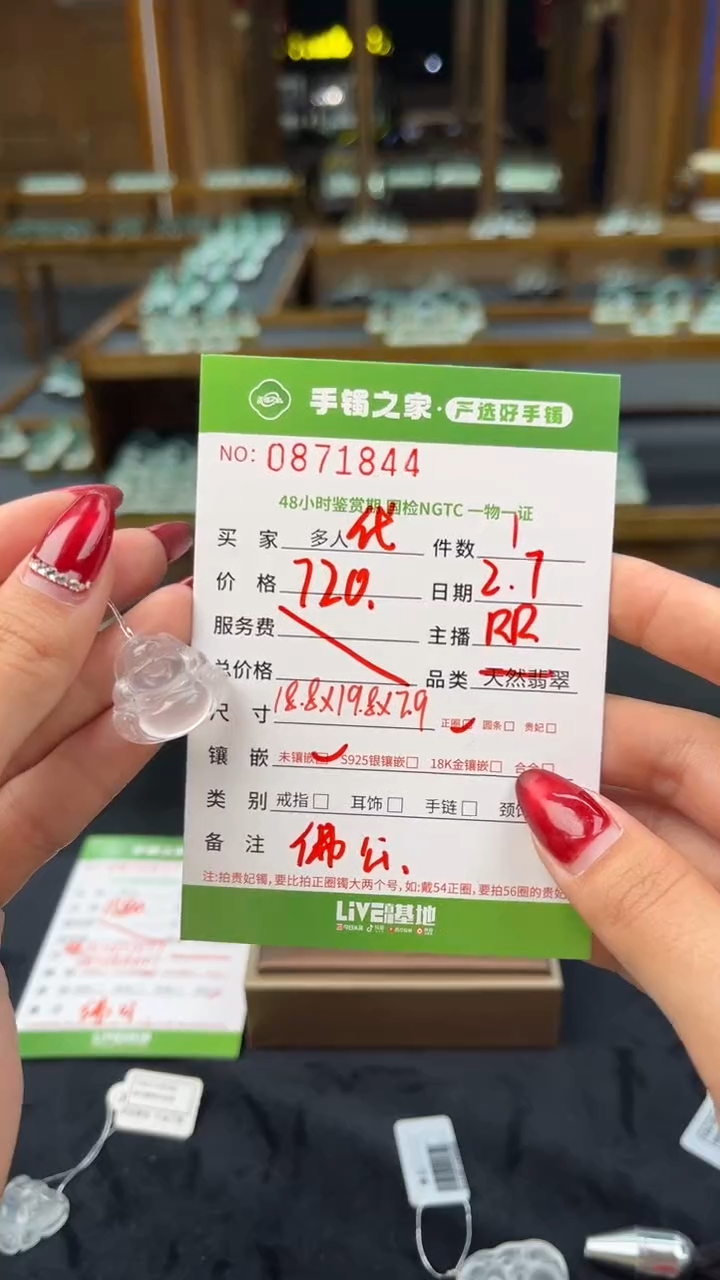 手镯之家·严选好手镯
NO: 0871844
48小时鉴赏期 国检NGTC 一物一证
买 家 多人代 件数 1
价 格 720. 日期 2.7
服务费 主播 RR
总价格 品类 天然翡翠
尺 寸 18.8X19.8X7.9 正圈 圆条☐ 贵妃☐
镶 嵌 未镶嵌 S925银镶嵌☐ 18K金镶嵌☐ 合金☐
类 别 戒指☐ 耳饰☐ 手链☐ 颈饰
备 注 佛公.
注:拍贵妃镯,要比拍正圈镯大两个号,如:戴54正圈,要拍56圈的贵妃
LiVE直播基地